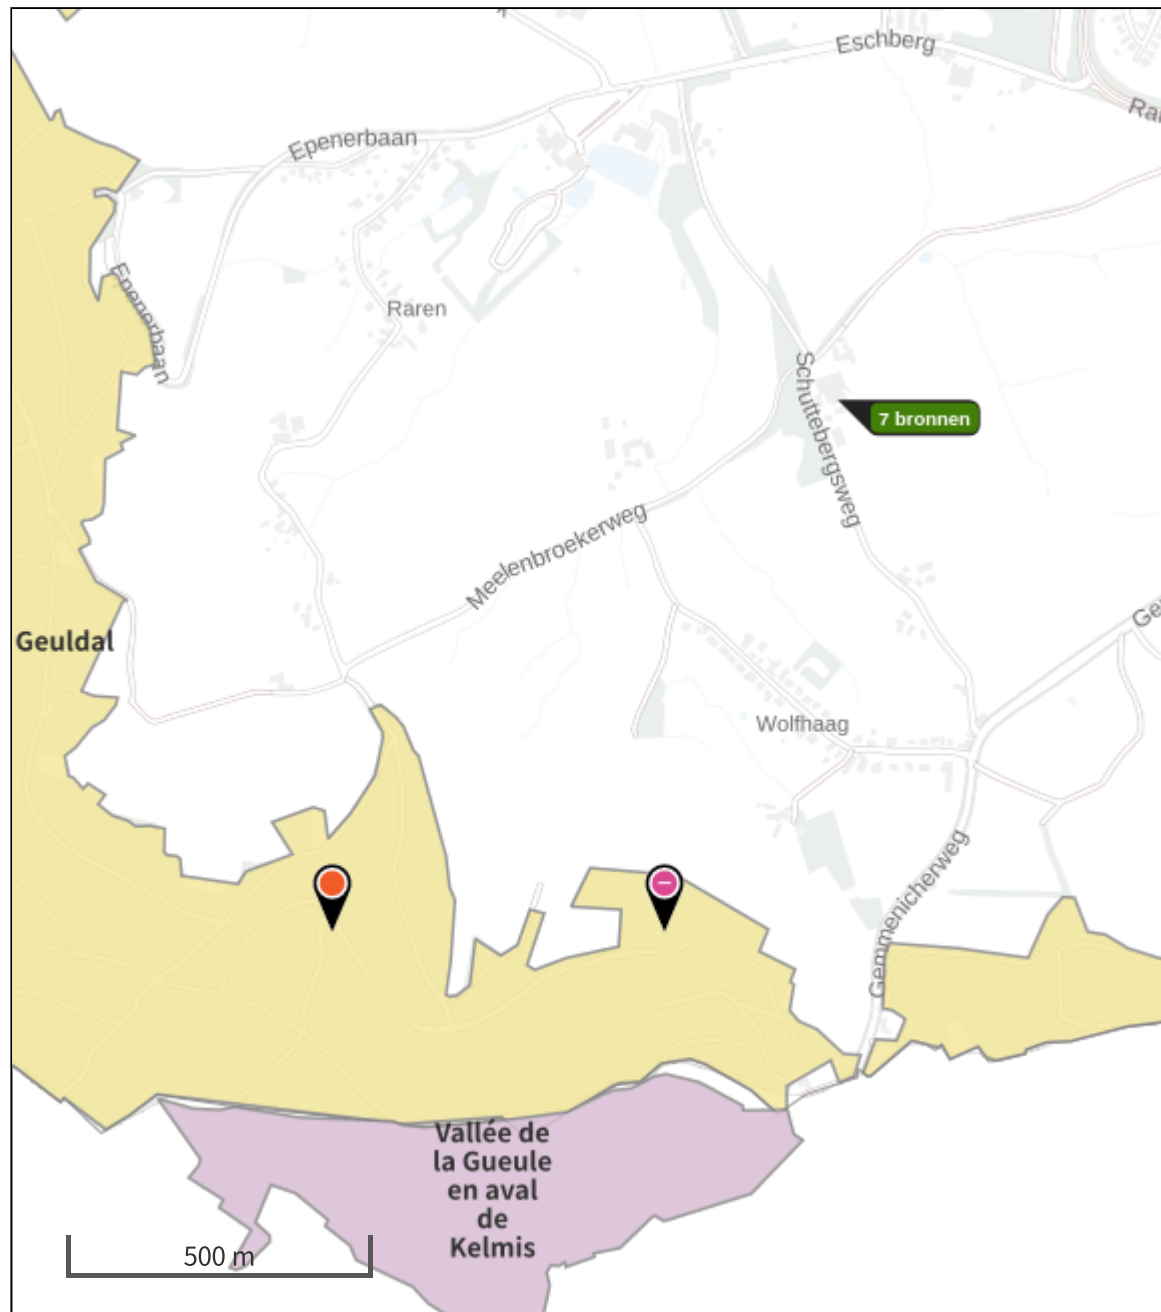 Eschberg
Epenerbaan
Epenerbaan
Raren
Schuttebergsweg
7 bronnen
Meelenbroekerweg
Geuldal
Wolfhaag
Gemmenicherweg
Vallée de
la Gueule
en aval
de
Kelmis
500 m